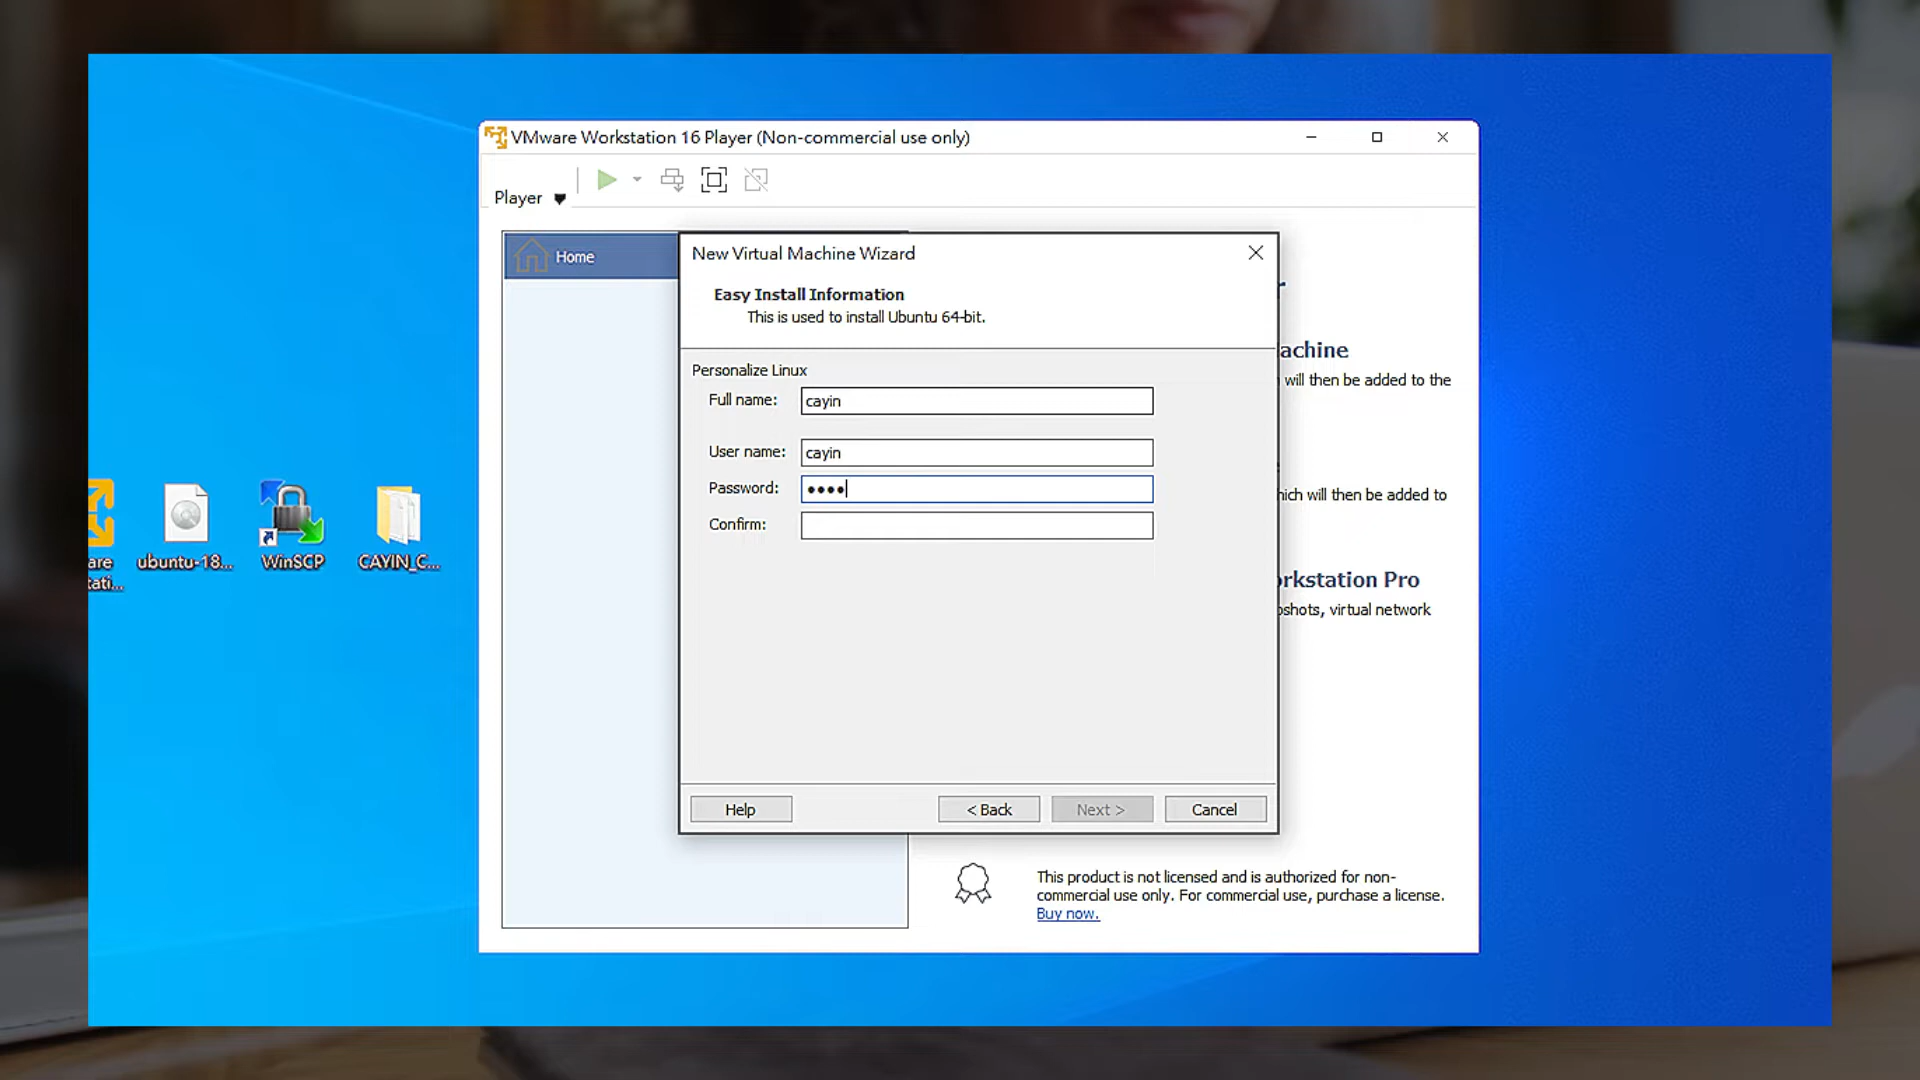 VMware Workstation 16 Player (Non-commercial use only)
Player
Home
New Virtual Machine Wizard
Easy Install Information
This is used to install Ubuntu 64-bit.
Personalize Linux
Full name: cayin
User name: cayin
Password: ●●●●
Confirm:
Help
< Back
Next >
Cancel
r
achine
will then be added to the
hich will then be added to
orkstation Pro
pshots, virtual network
This product is not licensed and is authorized for non-
commercial use only. For commercial use, purchase a license.
Buy now.
are
tati...
ubuntu-18...
WinSCP
CAYIN_C...